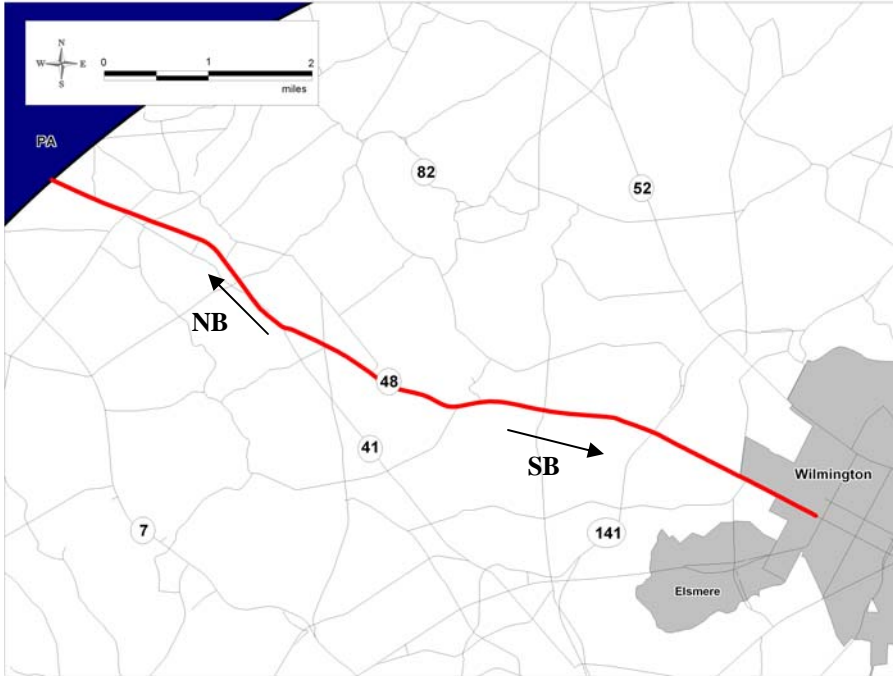 N
W E
S
0 1 2
miles
PA
82
52
NB
48
41
SB
Wilmington
7
141
Elsmere